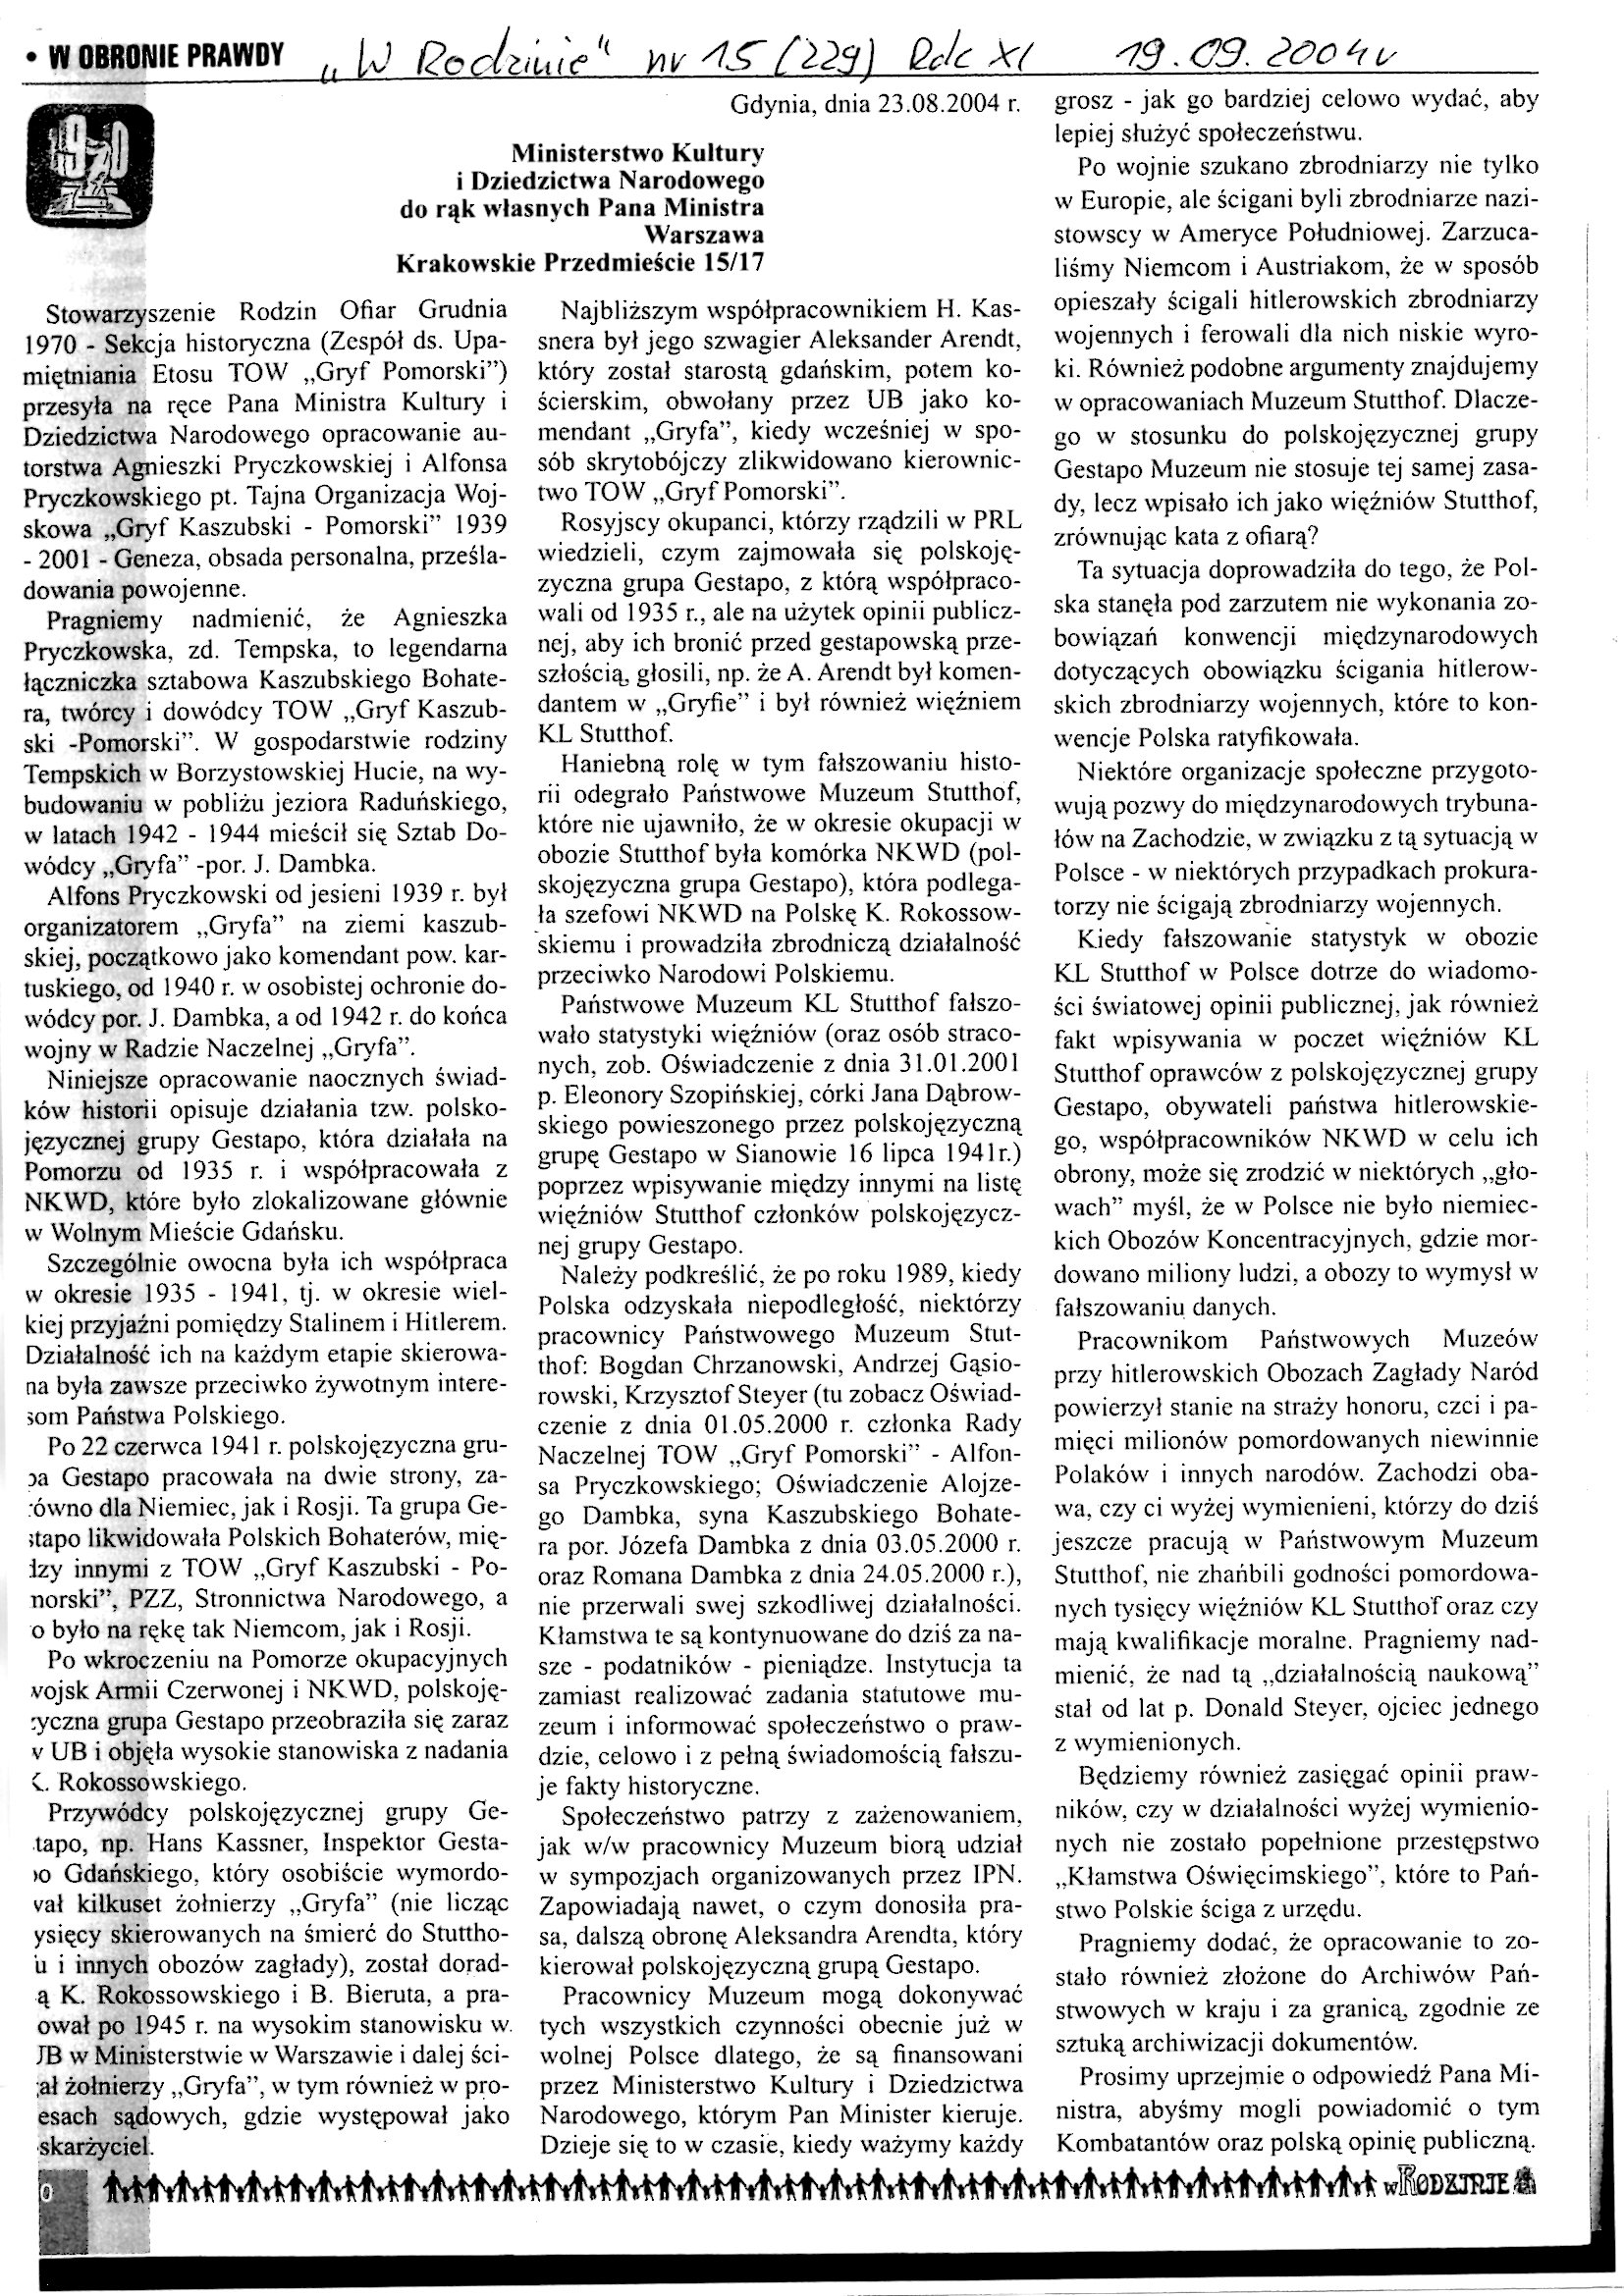 • W OBRONIE PRAWDY
„W Rodzinie" nr 15 (229) Rok XI 19.09.2004 r
1970
Gdynia, dnia 23.08.2004 r.
Ministerstwo Kultury
i Dziedzictwa Narodowego
do rąk własnych Pana Ministra
Warszawa
Krakowskie Przedmieście 15/17
Stowarzyszenie Rodzin Ofiar Grudnia
1970 - Sekcja historyczna (Zespół ds. Upa-
miętniania Etosu TOW „Gryf Pomorski”)
przesyła na ręce Pana Ministra Kultury i
Dziedzictwa Narodowego opracowanie au-
torstwa Agnieszki Pryczkowskiej i Alfonsa
Pryczkowskiego pt. Tajna Organizacja Woj-
skowa „Gryf Kaszubski - Pomorski” 1939
- 2001 - Geneza, obsada personalna, prześla-
dowania powojenne.
Pragniemy nadmienić, że Agnieszka
Pryczkowska, zd. Tempska, to legendarna
łączniczka sztabowa Kaszubskiego Bohate-
ra, twórcy i dowódcy TOW „Gryf Kaszub-
ski -Pomorski”. W gospodarstwie rodziny
Tempskich w Borzystowskiej Hucie, na wy-
budowaniu w pobliżu jeziora Raduńskiego,
w latach 1942 - 1944 mieścił się Sztab Do-
wódcy „Gryfa” -por. J. Dambka.
Alfons Pryczkowski od jesieni 1939 r. był
organizatorem „Gryfa” na ziemi kaszub-
skiej, początkowo jako komendant pow. kar-
tuskiego, od 1940 r. w osobistej ochronie do-
wódcy por. J. Dambka, a od 1942 r. do końca
wojny w Radzie Naczelnej „Gryfa”.
Niniejsze opracowanie naocznych świad-
ków historii opisuje działania tzw. polsko-
języcznej grupy Gestapo, która działała na
Pomorzu od 1935 r. i współpracowała z
NKWD, które było zlokalizowane głównie
w Wolnym Mieście Gdańsku.
Szczególnie owocna była ich współpraca
w okresie 1935 - 1941, tj. w okresie wiel-
kiej przyjaźni pomiędzy Stalinem i Hitlerem.
Działalność ich na każdym etapie skierowa-
na była zawsze przeciwko żywotnym intere-
som Państwa Polskiego.
Po 22 czerwca 1941 r. polskojęzyczna gru-
pa Gestapo pracowała na dwie strony, za-
ówno dla Niemiec, jak i Rosji. Ta grupa Ge-
stapo likwidowała Polskich Bohaterów, mię-
dzy innymi z TOW „Gryf Kaszubski - Po-
morski”, PZZ, Stronnictwa Narodowego, a
o było na rękę tak Niemcom, jak i Rosji.
Po wkroczeniu na Pomorze okupacyjnych
wojsk Armii Czerwonej i NKWD, polskoję-
zyczna grupa Gestapo przeobraziła się zaraz
w UB i objęła wysokie stanowiska z nadania
K. Rokossowskiego.
Przywódcy polskojęzycznej grupy Ge-
tapo, np. Hans Kassner, Inspektor Gesta-
po Gdańskiego, który osobiście wymordo-
wał kilkuset żołnierzy „Gryfa” (nie licząc
ysięcy skierowanych na śmierć do Stuttho-
u i innych obozów zagłady), został dorad-
ą K. Rokossowskiego i B. Bieruta, a pra-
ował po 1945 r. na wysokim stanowisku w
UB w Ministerstwie w Warszawie i dalej ści-
ał żołnierzy „Gryfa”, w tym również w pro-
esach sądowych, gdzie występował jako
skarżyciel.
Najbliższym współpracownikiem H. Kas-
snera był jego szwagier Aleksander Arendt,
który został starostą gdańskim, potem ko-
ścierskim, obwołany przez UB jako ko-
mendant „Gryfa”, kiedy wcześniej w spo-
sób skrytobójczy zlikwidowano kierownic-
two TOW „Gryf Pomorski”.
Rosyjscy okupanci, którzy rządzili w PRL
wiedzieli, czym zajmowała się polskoję-
zyczna grupa Gestapo, z którą współpraco-
wali od 1935 r., ale na użytek opinii publicz-
nej, aby ich bronić przed gestapowską prze-
szłością, głosili, np. że A. Arendt był komen-
dantem w „Gryfie” i był również więźniem
KL Stutthof.
Haniebną rolę w tym fałszowaniu histo-
rii odegrało Państwowe Muzeum Stutthof,
które nie ujawniło, że w okresie okupacji w
obozie Stutthof była komórka NKWD (pol-
skojęzyczna grupa Gestapo), która podlega-
ła szefowi NKWD na Polskę K. Rokossow-
skiemu i prowadziła zbrodniczą działalność
przeciwko Narodowi Polskiemu.
Państwowe Muzeum KL Stutthof fałszo-
wało statystyki więźniów (oraz osób straco-
nych, zob. Oświadczenie z dnia 31.01.2001
p. Eleonory Szopińskiej, córki Jana Dąbrow-
skiego powieszonego przez polskojęzyczną
grupę Gestapo w Sianowie 16 lipca 1941r.)
poprzez wpisywanie między innymi na listę
więźniów Stutthof członków polskojęzycz-
nej grupy Gestapo.
Należy podkreślić, że po roku 1989, kiedy
Polska odzyskała niepodległość, niektórzy
pracownicy Państwowego Muzeum Stut-
thof: Bogdan Chrzanowski, Andrzej Gąsio-
rowski, Krzysztof Steyer (tu zobacz Oświad-
czenie z dnia 01.05.2000 r. członka Rady
Naczelnej TOW „Gryf Pomorski” - Alfon-
sa Pryczkowskiego; Oświadczenie Alojze-
go Dambka, syna Kaszubskiego Bohate-
ra por. Józefa Dambka z dnia 03.05.2000 r.
oraz Romana Dambka z dnia 24.05.2000 r.),
nie przerwali swej szkodliwej działalności.
Kłamstwa te są kontynuowane do dziś za na-
sze - podatników - pieniądze. Instytucja ta
zamiast realizować zadania statutowe mu-
zeum i informować społeczeństwo o praw-
dzie, celowo i z pełną świadomością fałszu-
je fakty historyczne.
Społeczeństwo patrzy z zażenowaniem,
jak w/w pracownicy Muzeum biorą udział
w sympozjach organizowanych przez IPN.
Zapowiadają nawet, o czym donosiła pra-
sa, dalszą obronę Aleksandra Arendta, który
kierował polskojęzyczną grupą Gestapo.
Pracownicy Muzeum mogą dokonywać
tych wszystkich czynności obecnie już w
wolnej Polsce dlatego, że są finansowani
przez Ministerstwo Kultury i Dziedzictwa
Narodowego, którym Pan Minister kieruje.
Dzieje się to w czasie, kiedy ważymy każdy
grosz - jak go bardziej celowo wydać, aby
lepiej służyć społeczeństwu.
Po wojnie szukano zbrodniarzy nie tylko
w Europie, ale ścigani byli zbrodniarze nazi-
stowscy w Ameryce Południowej. Zarzuca-
liśmy Niemcom i Austriakom, że w sposób
opieszały ścigali hitlerowskich zbrodniarzy
wojennych i ferowali dla nich niskie wyro-
ki. Również podobne argumenty znajdujemy
w opracowaniach Muzeum Stutthof. Dlacze-
go w stosunku do polskojęzycznej grupy
Gestapo Muzeum nie stosuje tej samej zasa-
dy, lecz wpisało ich jako więźniów Stutthof,
zrównując kata z ofiarą?
Ta sytuacja doprowadziła do tego, że Pol-
ska stanęła pod zarzutem nie wykonania zo-
bowiązań konwencji międzynarodowych
dotyczących obowiązku ścigania hitlerow-
skich zbrodniarzy wojennych, które to kon-
wencje Polska ratyfikowała.
Niektóre organizacje społeczne przygoto-
wują pozwy do międzynarodowych trybuna-
łów na Zachodzie, w związku z tą sytuacją w
Polsce - w niektórych przypadkach prokura-
torzy nie ścigają zbrodniarzy wojennych.
Kiedy fałszowanie statystyk w obozie
KL Stutthof w Polsce dotrze do wiadomo-
ści światowej opinii publicznej, jak również
fakt wpisywania w poczet więźniów KL
Stutthof oprawców z polskojęzycznej grupy
Gestapo, obywateli państwa hitlerowskie-
go, współpracowników NKWD w celu ich
obrony, może się zrodzić w niektórych „gło-
wach” myśl, że w Polsce nie było niemiec-
kich Obozów Koncentracyjnych, gdzie mor-
dowano miliony ludzi, a obozy to wymysł w
fałszowaniu danych.
Pracownikom Państwowych Muzeów
przy hitlerowskich Obozach Zagłady Naród
powierzył stanie na straży honoru, czci i pa-
mięci milionów pomordowanych niewinnie
Polaków i innych narodów. Zachodzi oba-
wa, czy ci wyżej wymienieni, którzy do dziś
jeszcze pracują w Państwowym Muzeum
Stutthof, nie zhańbili godności pomordowa-
nych tysięcy więźniów KL Stutthof oraz czy
mają kwalifikacje moralne. Pragniemy nad-
mienić, że nad tą „działalnością naukową”
stał od lat p. Donald Steyer, ojciec jednego
z wymienionych.
Będziemy również zasięgać opinii praw-
ników, czy w działalności wyżej wymienio-
nych nie zostało popełnione przestępstwo
„Kłamstwa Oświęcimskiego”, które to Pań-
stwo Polskie ściga z urzędu.
Pragniemy dodać, że opracowanie to zo-
stało również złożone do Archiwów Pań-
stwowych w kraju i za granicą, zgodnie ze
sztuką archiwizacji dokumentów.
Prosimy uprzejmie o odpowiedź Pana Mi-
nistra, abyśmy mogli powiadomić o tym
Kombatantów oraz polską opinię publiczną.
0
wRODZINIE